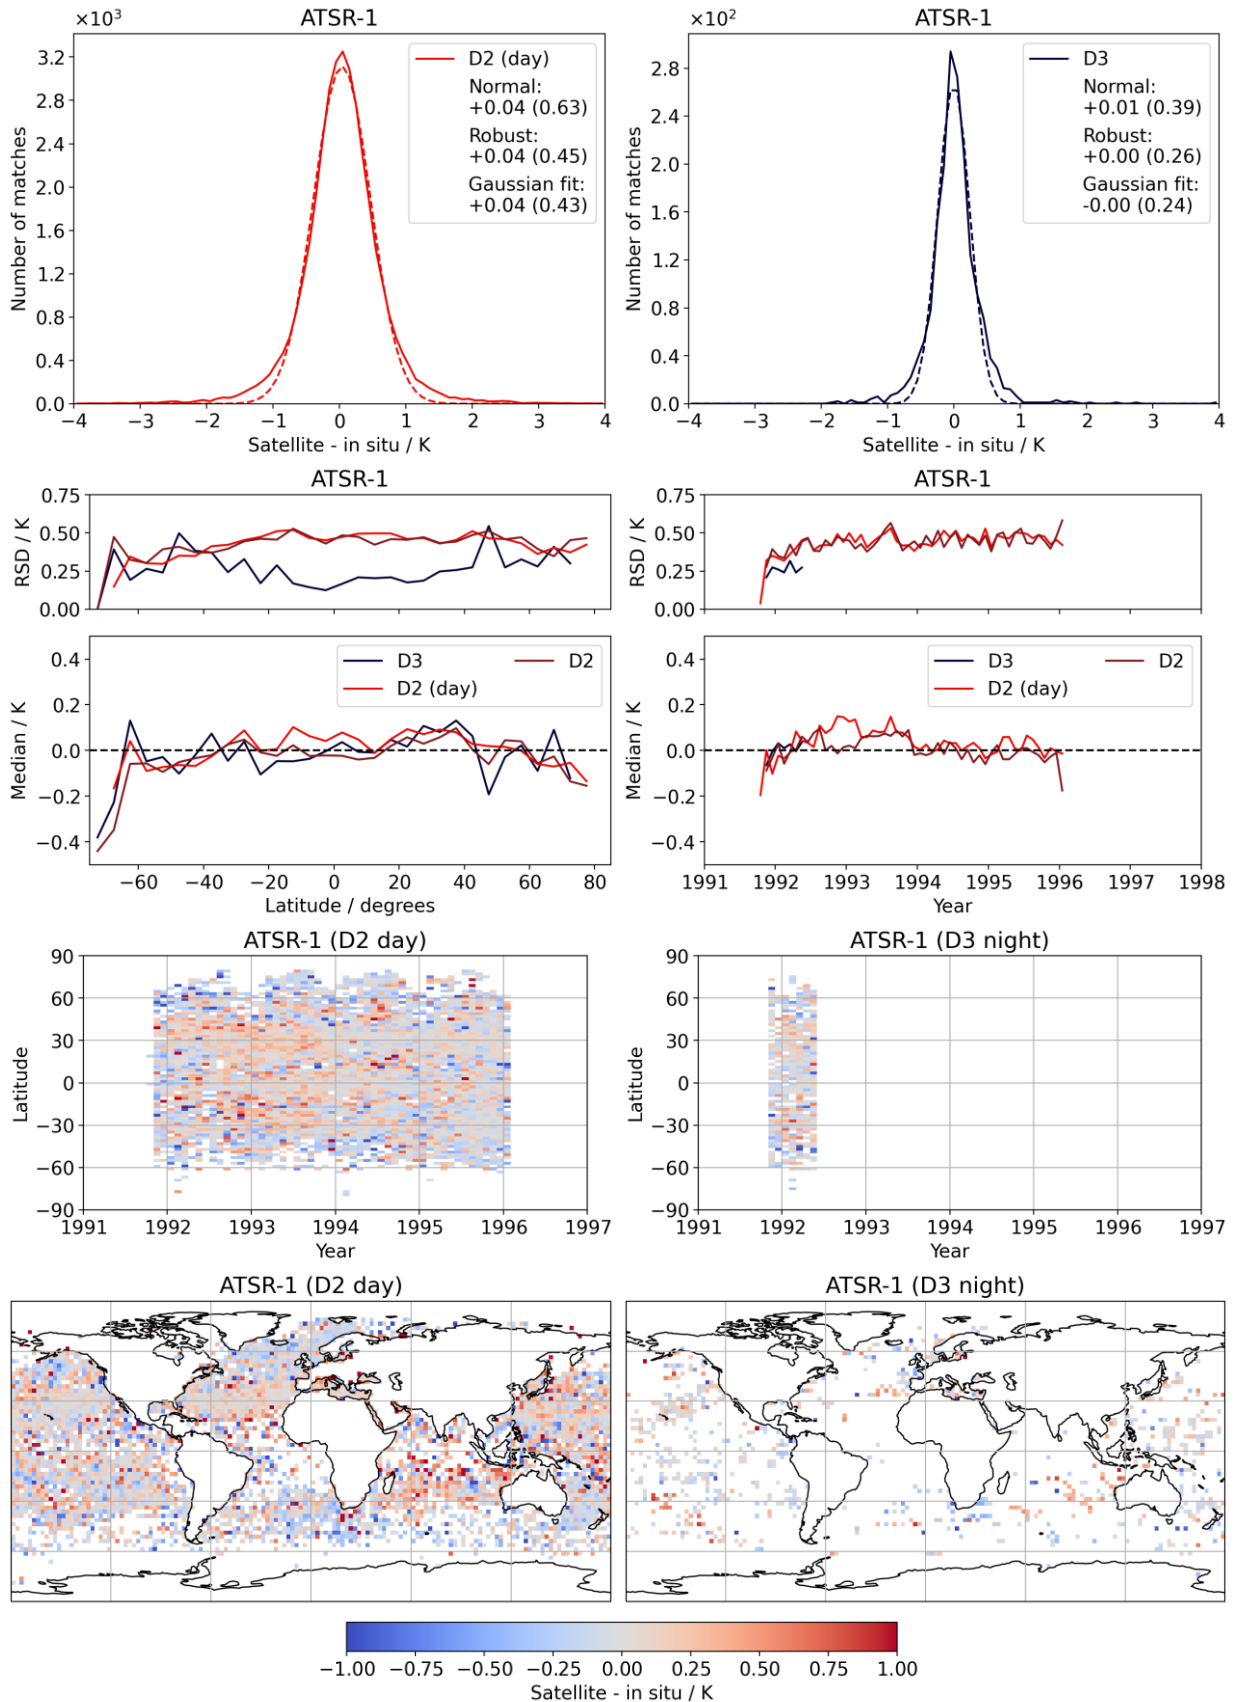 ×10³ ATSR-1
D2 (day)
Normal:
+0.04 (0.63)
Robust:
+0.04 (0.45)
Gaussian fit:
+0.04 (0.43)
Number of matches
3.2
2.8
2.4
2.0
1.6
1.2
0.8
0.4
0.0
−4 −3 −2 −1 0 1 2 3 4
Satellite - in situ / K
×10² ATSR-1
D3
Normal:
+0.01 (0.39)
Robust:
+0.00 (0.26)
Gaussian fit:
-0.00 (0.24)
Number of matches
2.8
2.4
2.0
1.6
1.2
0.8
0.4
0.0
−4 −3 −2 −1 0 1 2 3 4
Satellite - in situ / K
ATSR-1
RSD / K
0.75
0.50
0.25
0.00
Median / K
0.4
0.2
0.0
−0.2
−0.4
D3 D2
D2 (day)
−60 −40 −20 0 20 40 60 80
Latitude / degrees
ATSR-1
RSD / K
0.75
0.50
0.25
0.00
Median / K
0.4
0.2
0.0
−0.2
−0.4
D3 D2
D2 (day)
1991 1992 1993 1994 1995 1996 1997 1998
Year
ATSR-1 (D2 day)
Latitude
90
60
30
0
−30
−60
−90
1991 1992 1993 1994 1995 1996 1997
Year
ATSR-1 (D3 night)
Latitude
90
60
30
0
−30
−60
−90
1991 1992 1993 1994 1995 1996 1997
Year
ATSR-1 (D2 day)
ATSR-1 (D3 night)
−1.00 −0.75 −0.50 −0.25 0.00 0.25 0.50 0.75 1.00
Satellite - in situ / K